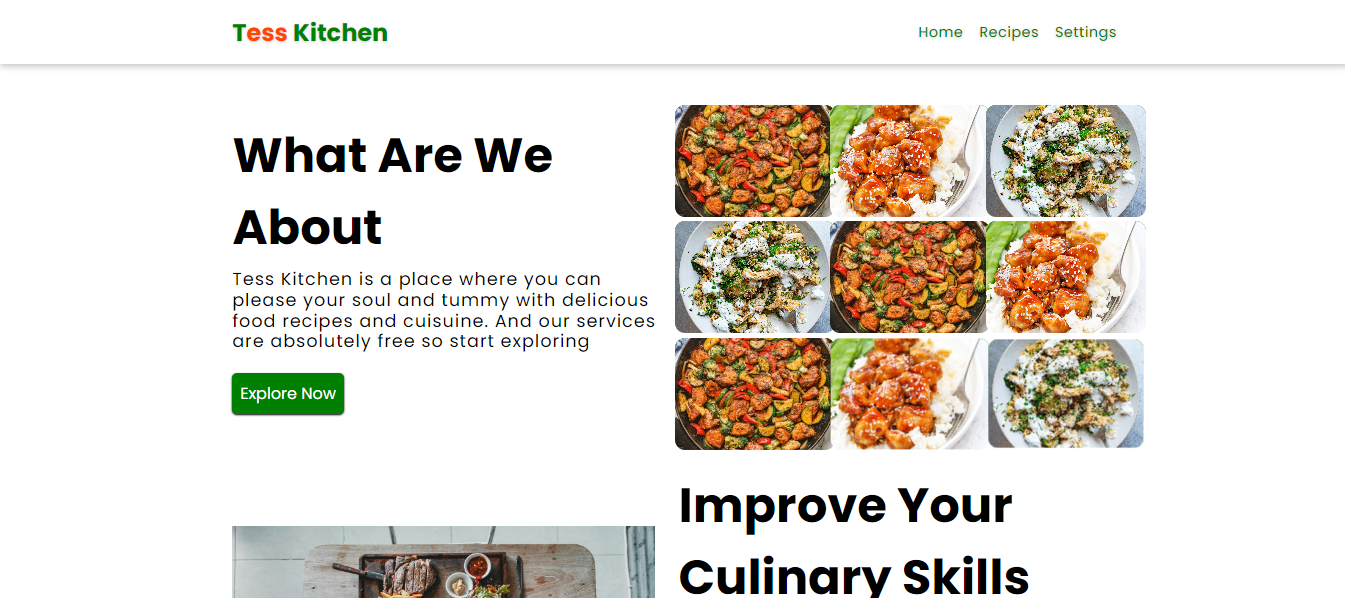 Tess Kitchen
Home Recipes Settings
What Are We
About
Tess Kitchen is a place where you can
please your soul and tummy with delicious
food recipes and cuisuine. And our services
are absolutely free so start exploring
Explore Now
Improve Your
Culinary Skills